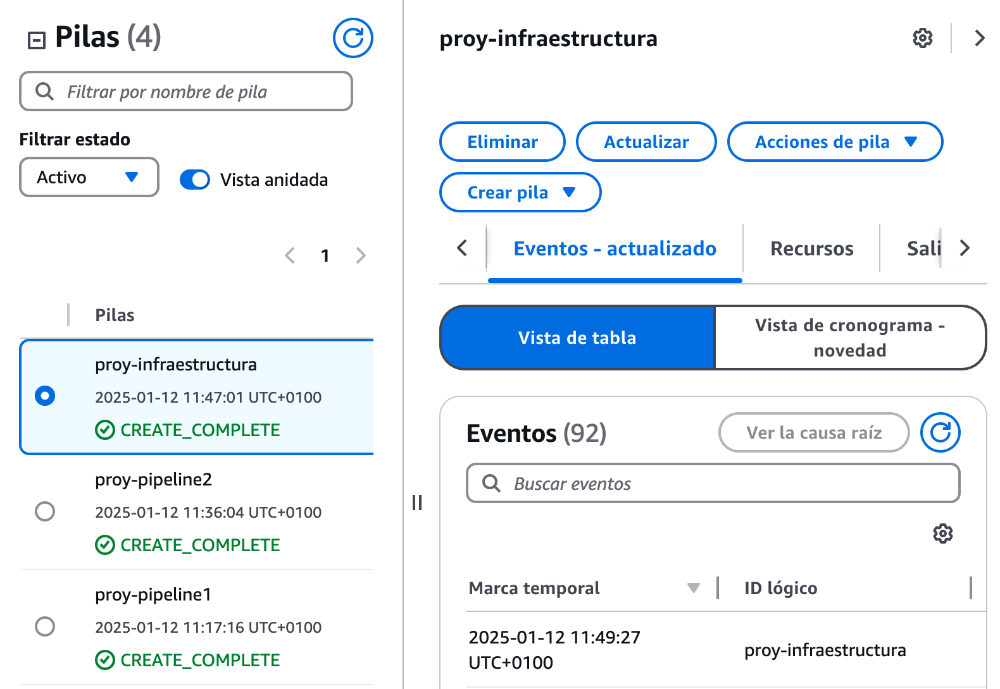 Pilas (4)
Filtrar por nombre de pila
Filtrar estado
Activo
Vista anidada
1
Pilas
proy-infraestructura
2025-01-12 11:47:01 UTC+0100
CREATE_COMPLETE
proy-pipeline2
2025-01-12 11:36:04 UTC+0100
CREATE_COMPLETE
proy-pipeline1
2025-01-12 11:17:16 UTC+0100
CREATE_COMPLETE
proy-infraestructura
Eliminar
Actualizar
Acciones de pila
Crear pila
Eventos - actualizado
Recursos
Sali
Vista de tabla
Vista de cronograma -
novedad
Eventos (92)
Ver la causa raíz
Buscar eventos
Marca temporal
ID lógico
2025-01-12 11:49:27
UTC+0100
proy-infraestructura